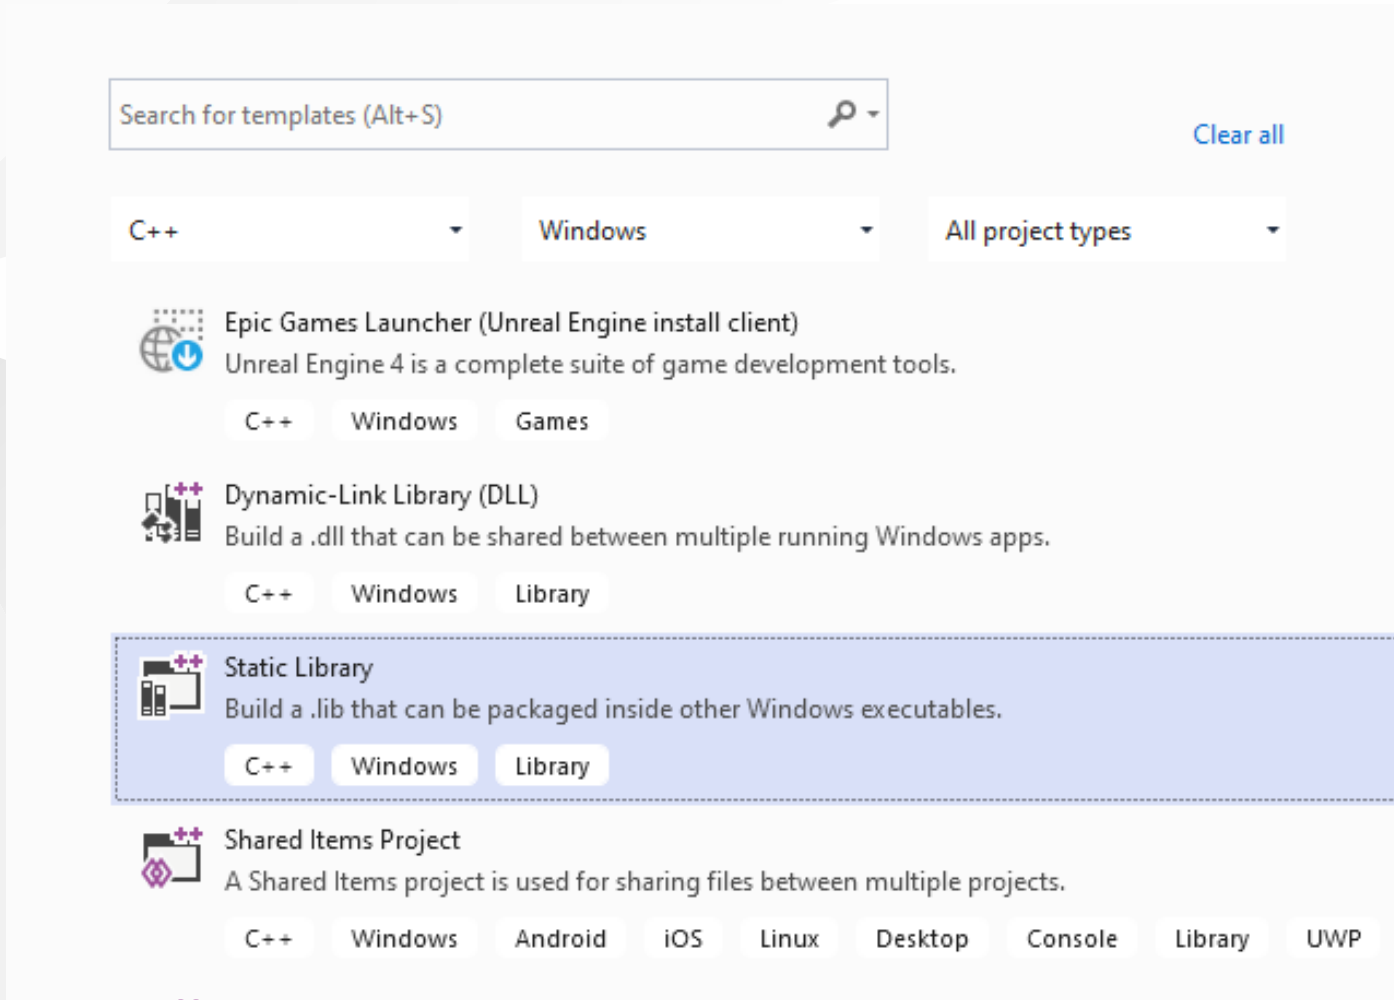 Search for templates (Alt+S)
Clear all
C++ Windows All project types
Epic Games Launcher (Unreal Engine install client)
Unreal Engine 4 is a complete suite of game development tools.
C++ Windows Games
Dynamic-Link Library (DLL)
Build a .dll that can be shared between multiple running Windows apps.
C++ Windows Library
Static Library
Build a .lib that can be packaged inside other Windows executables.
C++ Windows Library
Shared Items Project
A Shared Items project is used for sharing files between multiple projects.
C++ Windows Android iOS Linux Desktop Console Library UWP